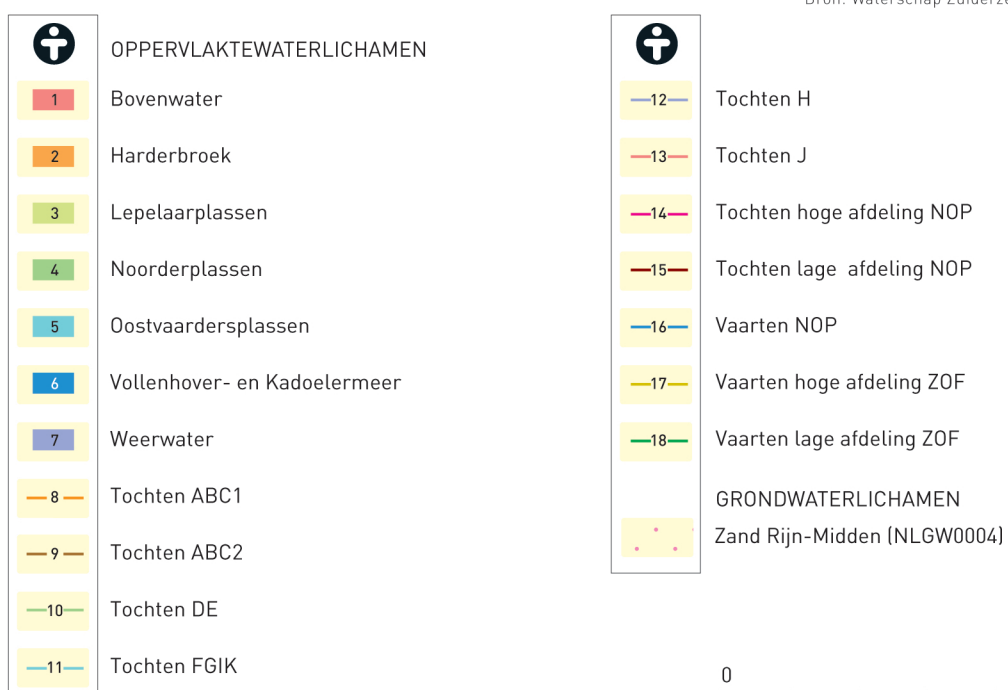 Bron: Waterschap Zuiderze
OPPERVLAKTEWATERLICHAMEN
1 Bovenwater
2 Harderbroek
3 Lepelaarplassen
4 Noorderplassen
5 Oostvaardersplassen
6 Vollenhover- en Kadoelermeer
7 Weerwater
8 Tochten ABC1
9 Tochten ABC2
10 Tochten DE
11 Tochten FGIK
12 Tochten H
13 Tochten J
14 Tochten hoge afdeling NOP
15 Tochten lage afdeling NOP
16 Vaarten NOP
17 Vaarten hoge afdeling ZOF
18 Vaarten lage afdeling ZOF
GRONDWATERLICHAMEN
Zand Rijn-Midden (NLGW0004)
0